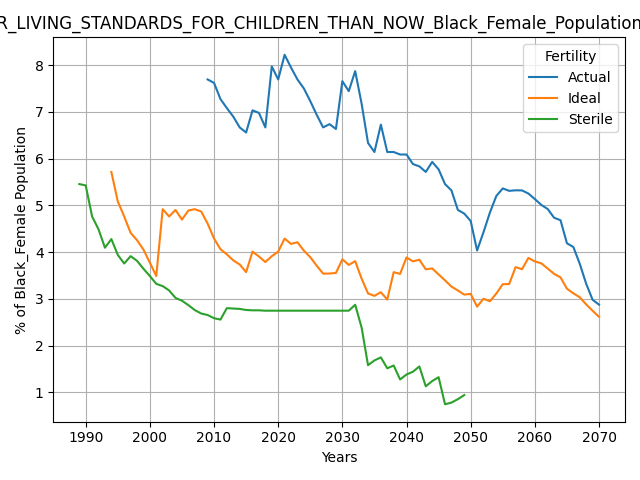 R_LIVING_STANDARDS_FOR_CHILDREN_THAN_NOW_Black_Female_Population
Fertility
Actual
Ideal
Sterile
% of Black_Female Population
8
7
6
5
4
3
2
1
1990 2000 2010 2020 2030 2040 2050 2060 2070
Years